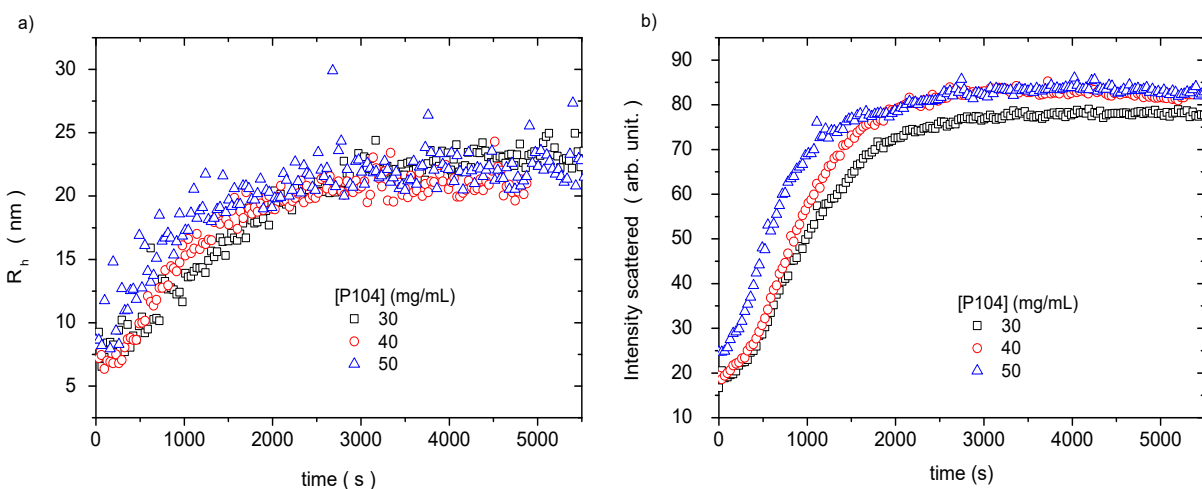 a)
R h ( nm )
30
25
20
15
10
5
0 1000 2000 3000 4000 5000
time ( s )
[P104] (mg/mL)
30
40
50
b)
Intensity scattered ( arb. unit. )
90
80
70
60
50
40
30
20
10
0 1000 2000 3000 4000 5000
time (s)
[P104] (mg/mL)
30
40
50